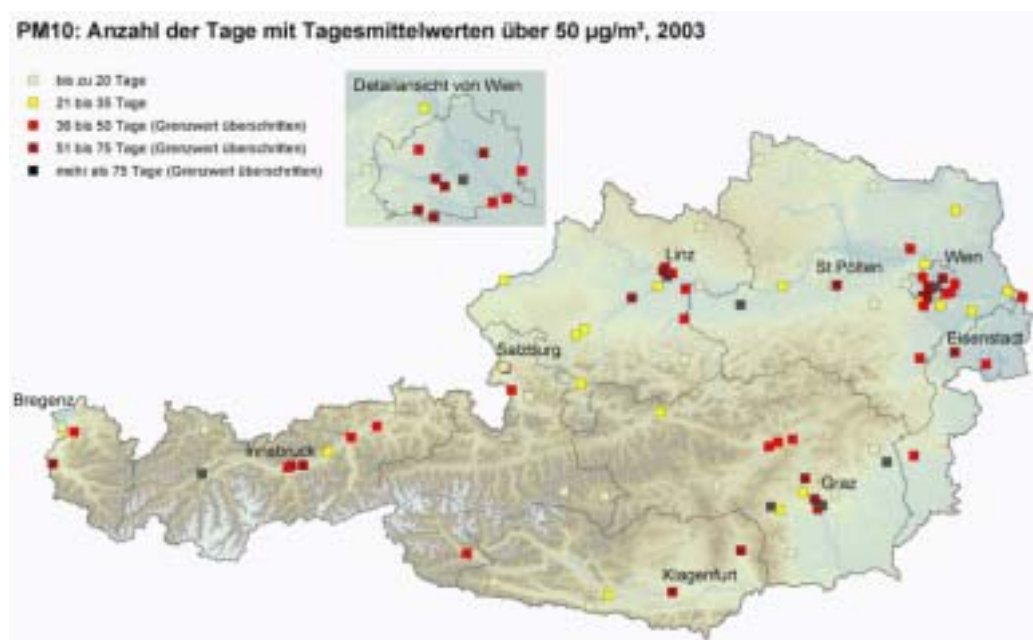 PM10: Anzahl der Tage mit Tagesmittelwerten über 50 µg/m³, 2003
bis zu 20 Tage
21 bis 35 Tage
36 bis 50 Tage (Grenzwert überschritten)
51 bis 75 Tage (Grenzwert überschritten)
mehr als 75 Tage (Grenzwert überschritten)
Detailansicht von Wien
Linz
St Pölten
Wien
Eisenstadt
Salzburg
Bregenz
Innsbruck
Graz
Klagenfurt